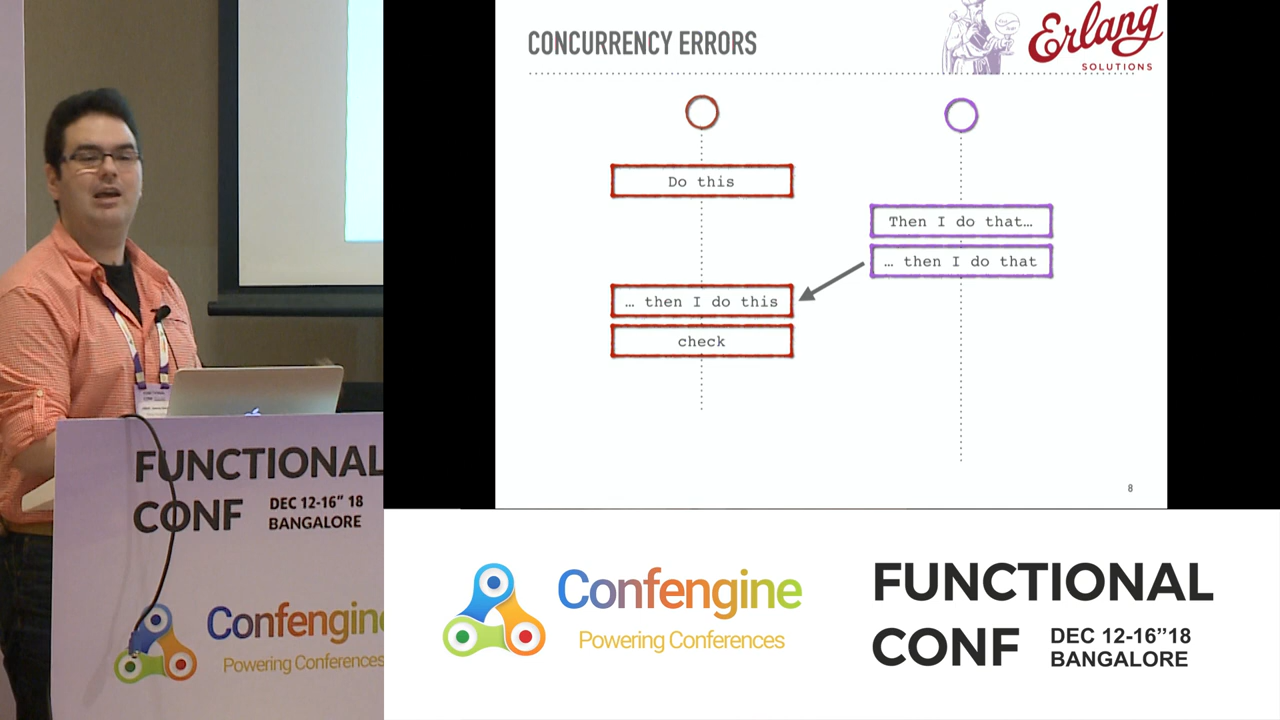 CONCURRENCY ERRORS
Erlang
SOLUTIONS
Do this
Then I do that…
… then I do that
… then I do this
check
8
FUNCTIONAL
CONF DEC 12-16” 18
BANGALORE
Confengine
Powering Conferences
Confengine
Powering Conferences
FUNCTIONAL
CONF DEC 12-16”18
BANGALORE